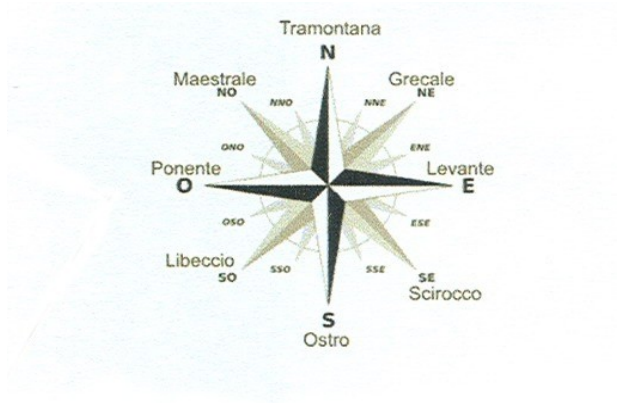 Tramontana
N
Maestrale
NO
Grecale
NE
NNO
NNE
ONO
ENE
Ponente
O
Levante
E
OSO
ESE
Libeccio
SO
SSO
SSE
SE
Scirocco
S
Ostro